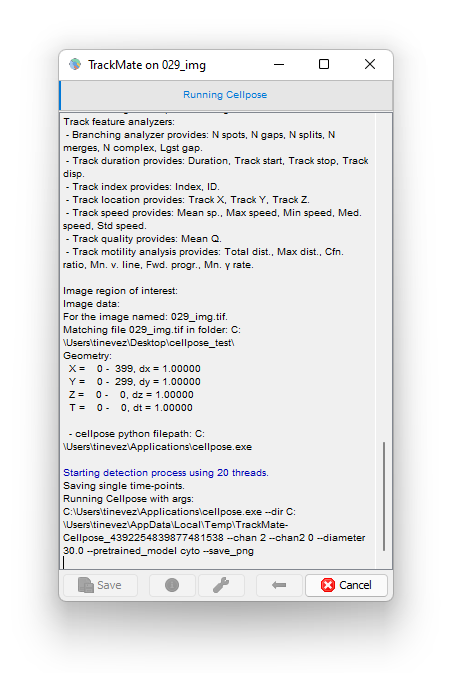 TrackMate on 029_img
Running Cellpose
Track feature analyzers:
- Branching analyzer provides: N spots, N gaps, N splits, N
merges, N complex, Lgst gap.
- Track duration provides: Duration, Track start, Track stop, Track
disp.
- Track index provides: Index, ID.
- Track location provides: Track X, Track Y, Track Z.
- Track speed provides: Mean sp., Max speed, Min speed, Med.
speed, Std speed.
- Track quality provides: Mean Q.
- Track motility analysis provides: Total dist., Max dist., Cfn.
ratio, Mn. v. line, Fwd. progr., Mn. γ rate.
Image region of interest:
Image data:
For the image named: 029_img.tif.
Matching file 029_img.tif in folder: C:
\Users\tinevez\Desktop\cellpose_test\
Geometry:
X = 0 - 399, dx = 1.00000
Y = 0 - 299, dy = 1.00000
Z = 0 - 0, dz = 1.00000
T = 0 - 0, dt = 1.00000
- cellpose python filepath: C:
\Users\tinevez\Applications\cellpose.exe
Starting detection process using 20 threads.
Saving single time-points.
Running Cellpose with args:
C:\Users\tinevez\Applications\cellpose.exe --dir C:
\Users\tinevez\AppData\Local\Temp\TrackMate-
Cellpose_4392254839877481538 --chan 2 --chan2 0 --diameter
30.0 --pretrained_model cyto --save_png
Save
Cancel